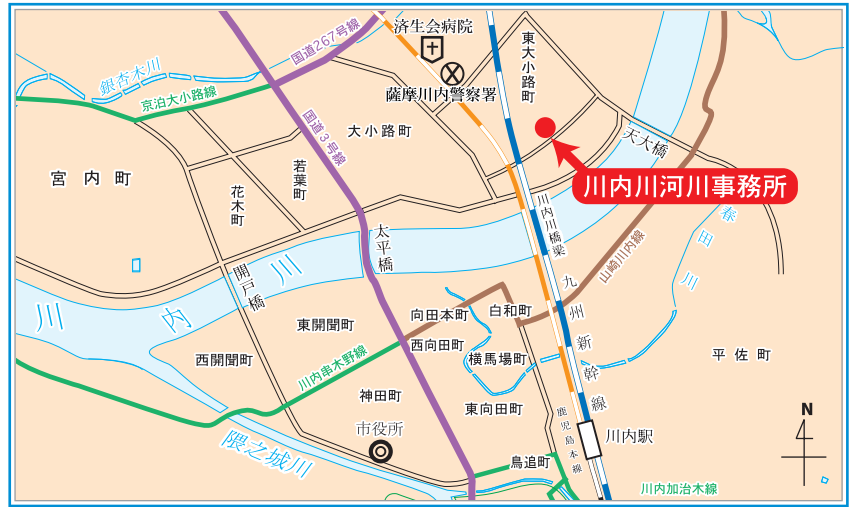 済生会病院
国道267号線
東大小路町
銀杏木川
京泊大小路線
薩摩川内警察署
国道3号線
大小路町
天大橋
宮内町
若葉町
花木町
川内川河川事務所
川内川橋梁
春田川
太平橋
開戸橋
山崎川内線
川内川
九州新幹線
向田本町
白和町
東開聞町
西向田町
横馬場町
平佐町
西開聞町
川内串木野線
神田町
東向田町
市役所
鹿児島本線
川内駅
隈之城川
鳥追町
川内加治木線
N